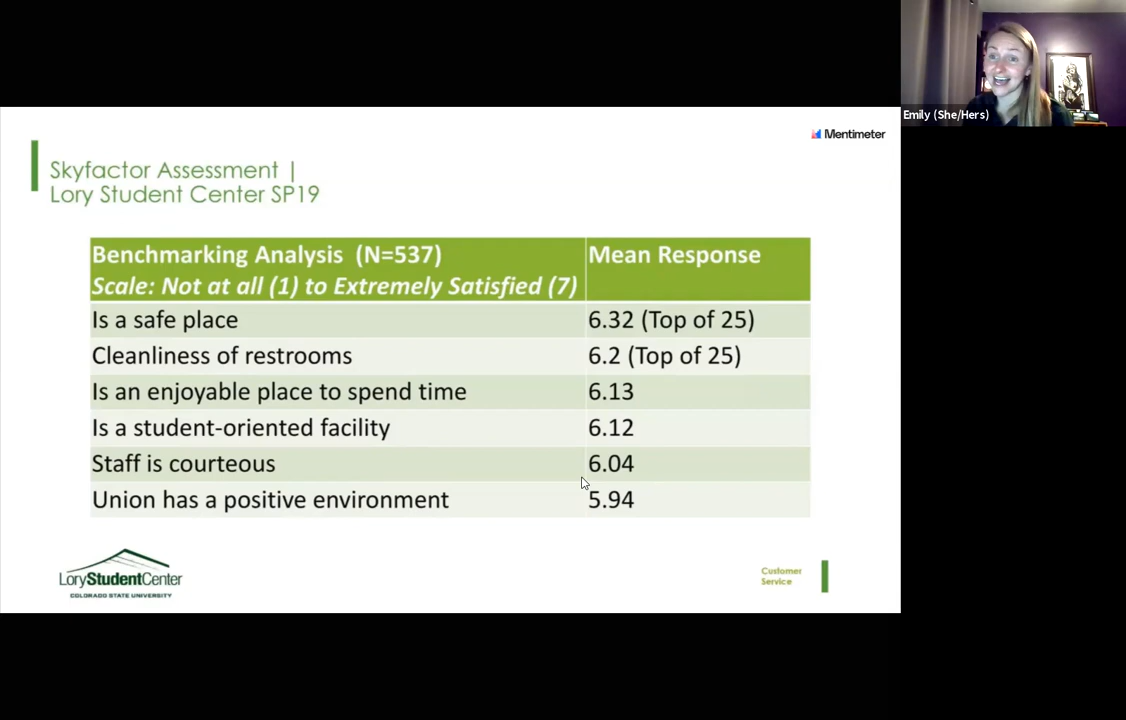 Emily (She/Hers)
Mentimeter
Skyfactor Assessment |
Lory Student Center SP19
Benchmarking Analysis (N=537)
Scale: Not at all (1) to Extremely Satisfied (7)
Mean Response
Is a safe place
6.32 (Top of 25)
Cleanliness of restrooms
6.2 (Top of 25)
Is an enjoyable place to spend time
6.13
Is a student-oriented facility
6.12
Staff is courteous
6.04
Union has a positive environment
5.94
LoryStudentCenter
COLORADO STATE UNIVERSITY
Customer
Service